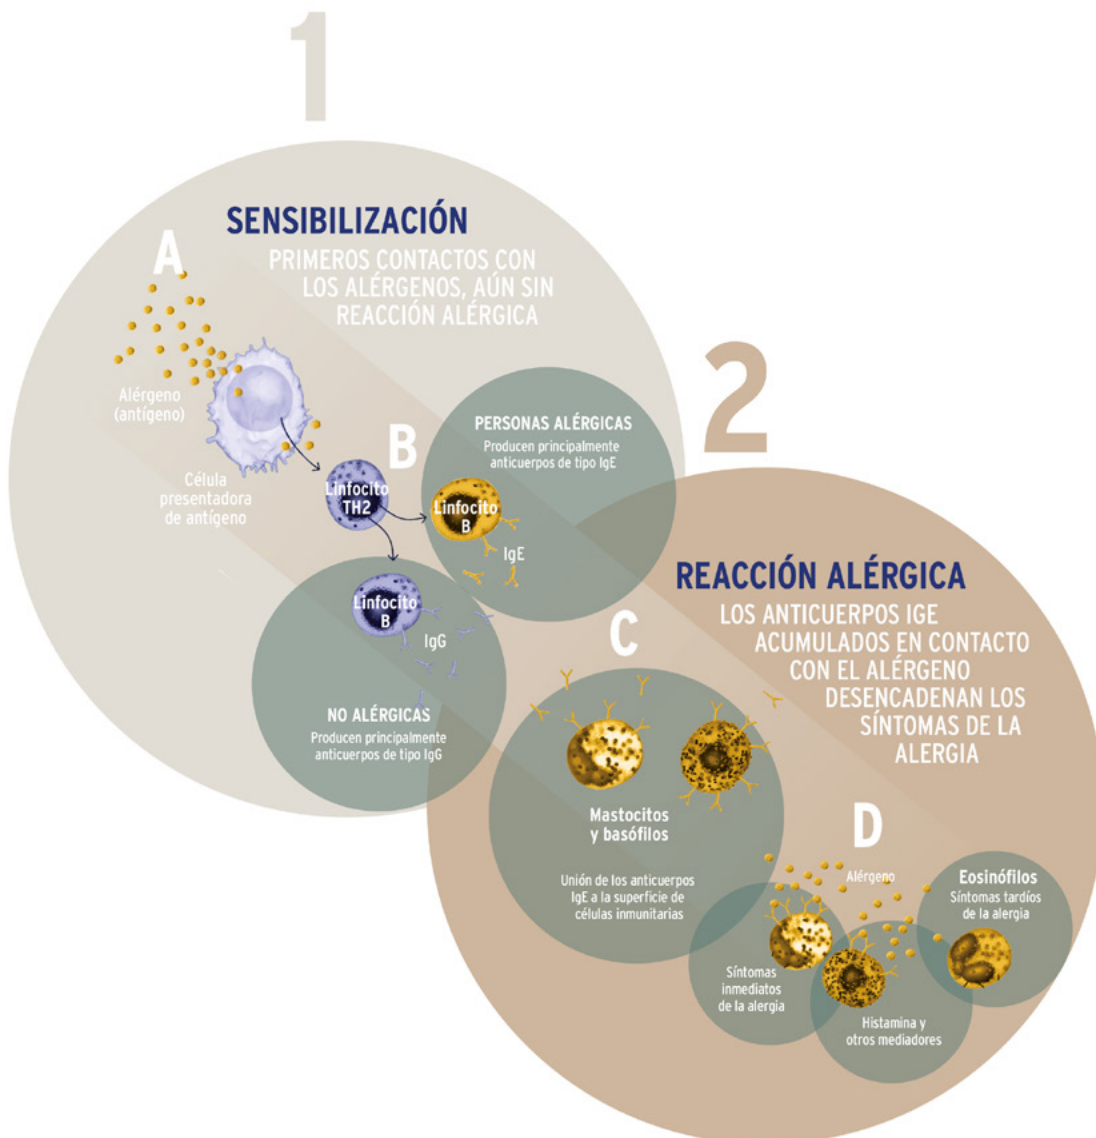 1
SENSIBILIZACIÓN
A
PRIMEROS CONTACTOS CON
LOS ALÉRGENOS, AÚN SIN
REACCIÓN ALÉRGICA
Alérgeno
(antígeno)
Célula
presentadora
de antígeno
B
Linfocito
TH2
PERSONAS ALÉRGICAS
Producen principalmente
anticuerpos de tipo IgE
Linfocito
B
IgE
Linfocito
B
IgG
NO ALÉRGICAS
Producen principalmente
anticuerpos de tipo IgG
2
REACCIÓN ALÉRGICA
LOS ANTICUERPOS IGE
ACUMULADOS EN CONTACTO
CON EL ALÉRGENO
DESENCADENAN LOS
SÍNTOMAS DE LA
ALERGIA
C
Mastocitos
y basófilos
Unión de los anticuerpos
IgE a la superficie de
células inmunitarias
D
Alérgeno
Síntomas
inmediatos
de la alergia
Histamina y
otros mediadores
Eosinófilos
Síntomas tardíos
de la alergia